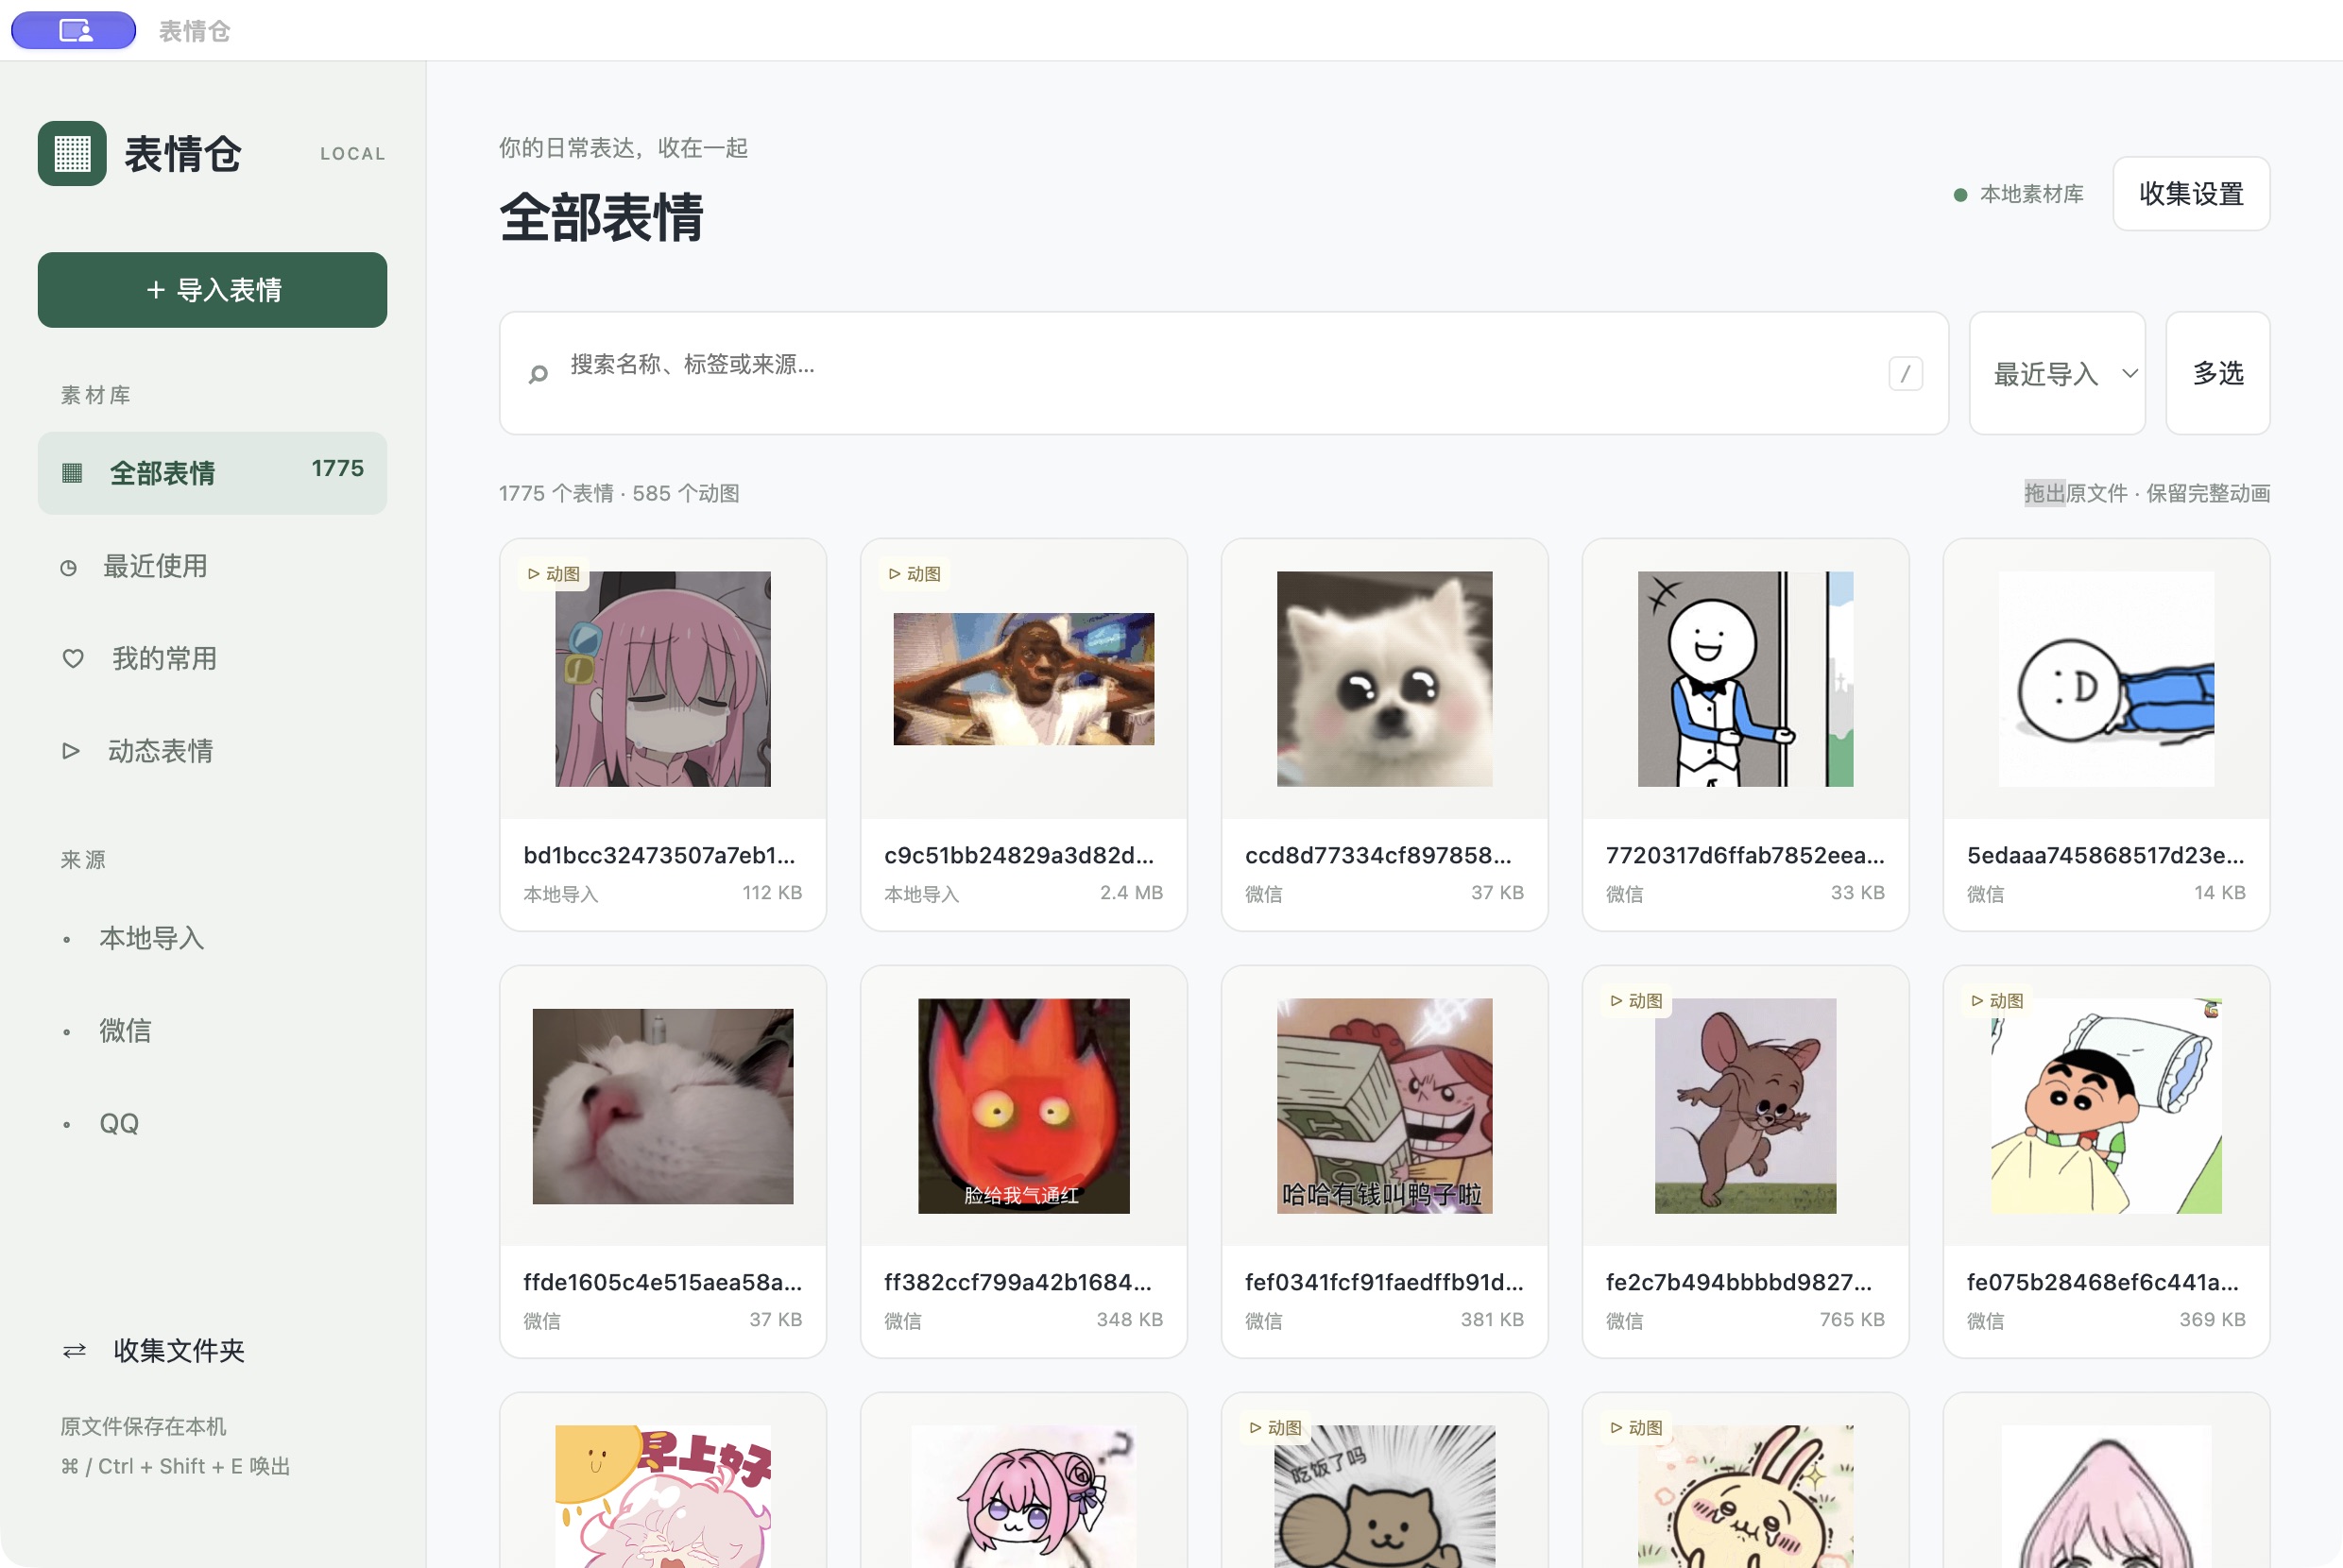 表情仓
表情仓
LOCAL
+ 导入表情
素材库
全部表情 1775
最近使用
我的常用
动态表情
来源
本地导入
微信
QQ
收集文件夹
原文件保存在本机
⌘ / Ctrl + Shift + E 唤出
你的日常表达，收在一起
全部表情
本地素材库
收集设置
搜索名称、标签或来源...
/
最近导入
多选
1775 个表情 · 585 个动图
拖出原文件 · 保留完整动画
动图
动图
bd1bcc32473507a7eb1...
本地导入 112 KB
c9c51bb24829a3d82d...
本地导入 2.4 MB
ccd8d77334cf897858...
微信 37 KB
7720317d6ffab7852eea...
微信 33 KB
5edaaa745868517d23e...
微信 14 KB
脸给我气通红
哈哈有钱叫鸭子啦
动图
动图
ffde1605c4e515aea58a...
微信 37 KB
ff382ccf799a42b1684...
微信 348 KB
fef0341fcf91faedffb91d...
微信 381 KB
fe2c7b494bbbbd9827...
微信 765 KB
fe075b28468ef6c441a...
微信 369 KB
早上好
动图
吃饭了吗
动图